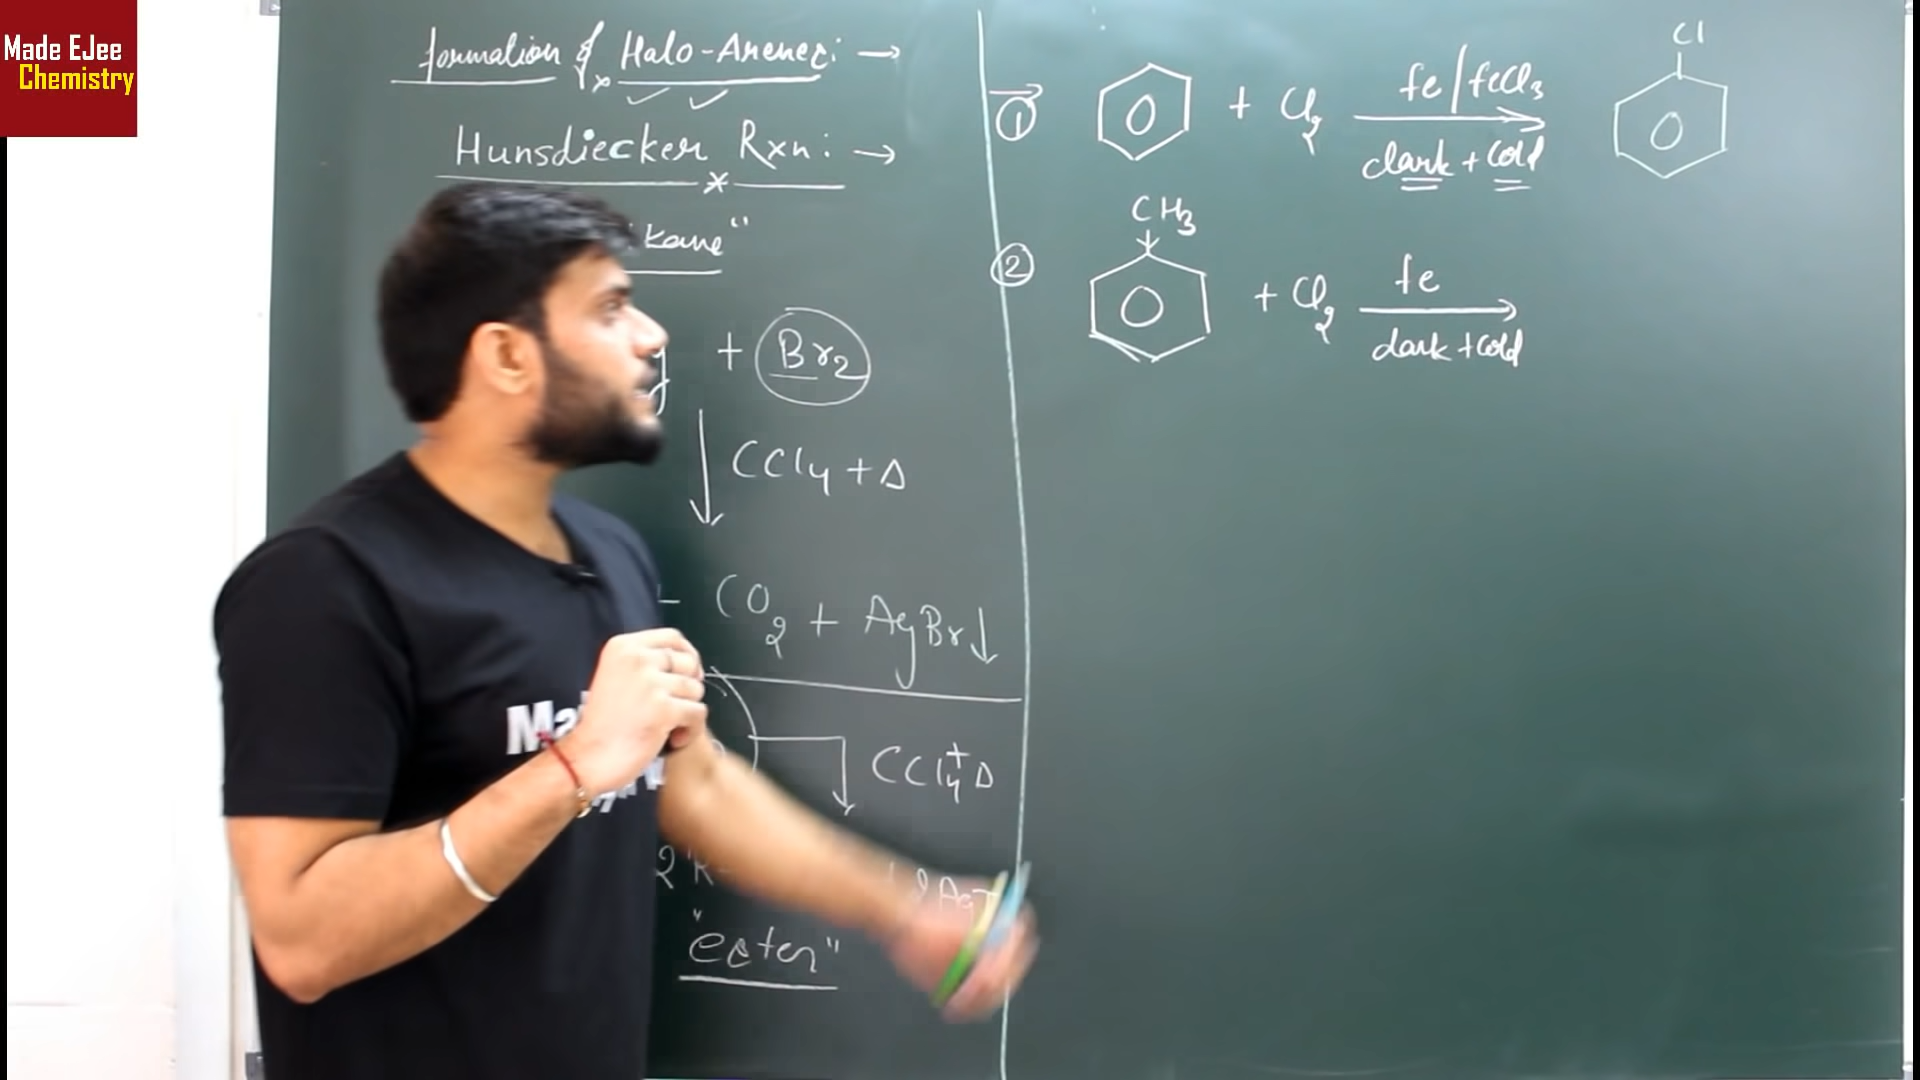 Made EJee
Chemistry
formation of Halo-Arenes: →
Hunsdiecker Rxn: →
+ Br2
CCl4 + Δ
CO2 + AgBr↓
CCl4 + Δ
"ester"
① + Cl2 Fe/FeCl3 Cl
dark + cold
CH3
② + Cl2 Fe
dark + cold